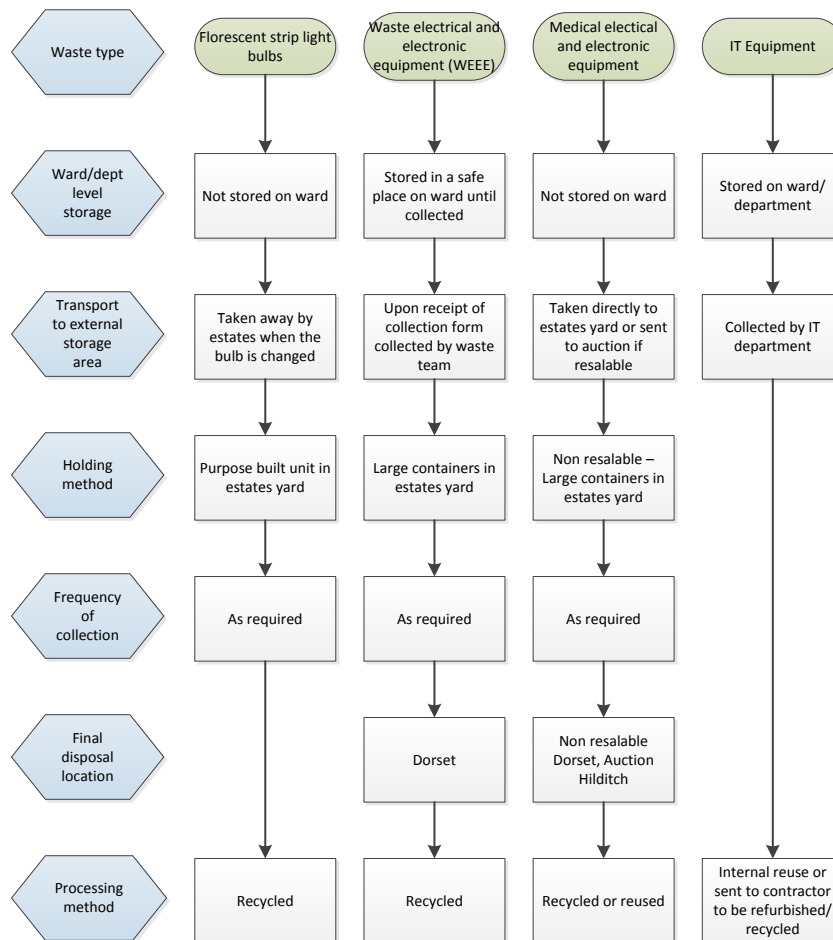 Waste type
Florescent strip light
bulbs
Waste electrical and
electronic
equipment (WEEE)
Medical electical
and electronic
equipment
IT Equipment
Ward/dept
level
storage
Not stored on ward
Stored in a safe
place on ward until
collected
Not stored on ward
Stored on ward/
department
Transport
to external
storage
area
Taken away by
estates when the
bulb is changed
Upon receipt of
collection form
collected by waste
team
Taken directly to
estates yard or sent
to auction if
resalable
Collected by IT
department
Holding
method
Purpose built unit in
estates yard
Large containers in
estates yard
Non resalable –
Large containers in
estates yard
Frequency
of
collection
As required
As required
As required
Final
disposal
location
Dorset
Non resalable
Dorset, Auction
Hilditch
Processing
method
Recycled
Recycled
Recycled or reused
Internal reuse or
sent to contractor
to be refurbished/
recycled